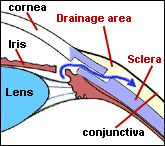 cornea
Drainage area
Iris
Sclera
Lens
conjunctiva